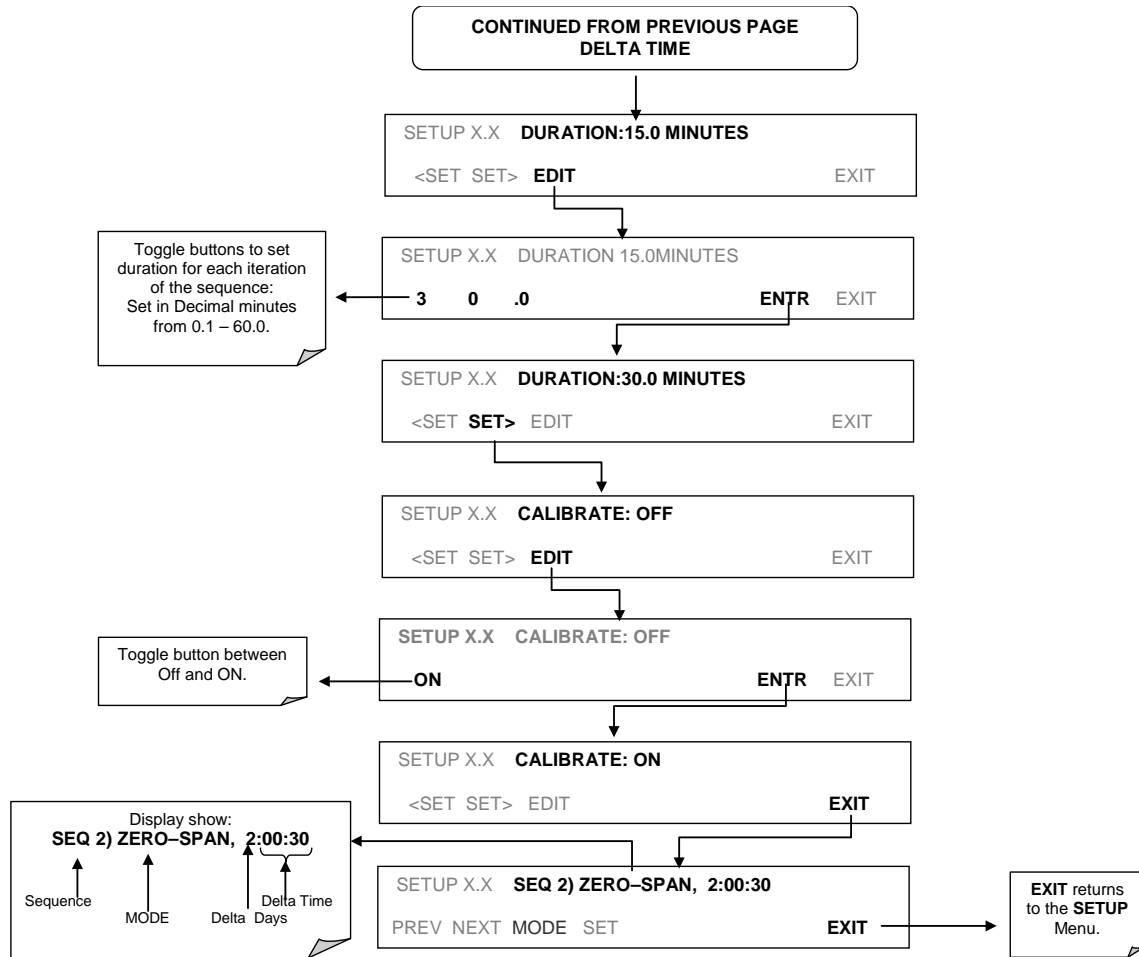 CONTINUED FROM PREVIOUS PAGE
DELTA TIME
SETUP X.X DURATION:15.0 MINUTES
<SET SET> EDIT EXIT
Toggle buttons to set
duration for each iteration
of the sequence:
Set in Decimal minutes
from 0.1 – 60.0.
SETUP X.X DURATION 15.0MINUTES
3 0 .0 ENTR EXIT
SETUP X.X DURATION:30.0 MINUTES
<SET SET> EDIT EXIT
SETUP X.X CALIBRATE: OFF
<SET SET> EDIT EXIT
Toggle button between
Off and ON.
SETUP X.X CALIBRATE: OFF
ON ENTR EXIT
SETUP X.X CALIBRATE: ON
<SET SET> EDIT EXIT
Display show:
SEQ 2) ZERO–SPAN, 2:00:30
Sequence
MODE
Delta Days
Delta Time
SETUP X.X SEQ 2) ZERO–SPAN, 2:00:30
PREV NEXT MODE SET EXIT
EXIT returns
to the SETUP
Menu.